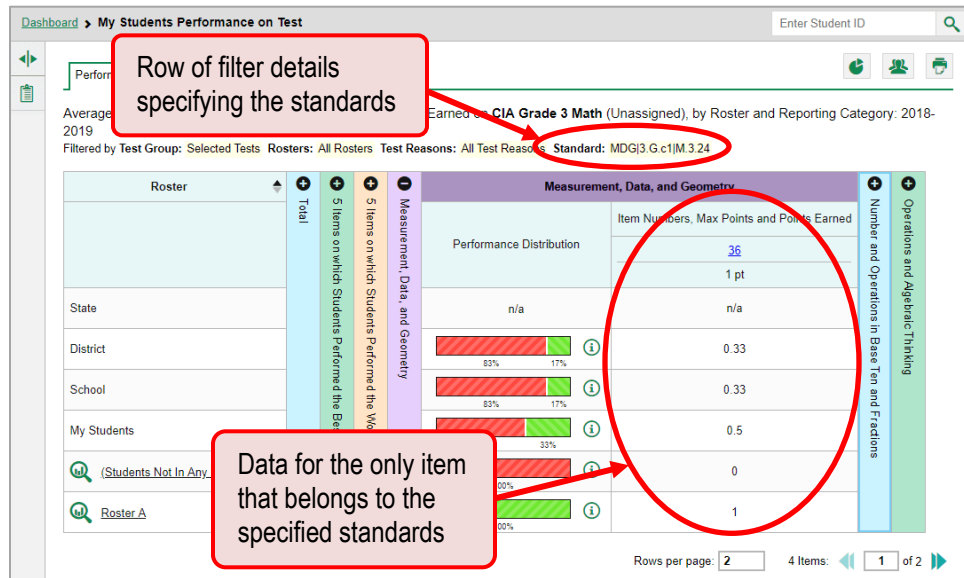 Dashboard > My Students Performance on Test
Enter Student ID
Perform
Row of filter details
specifying the standards
Average
Earned on CIA Grade 3 Math (Unassigned), by Roster and Reporting Category: 2018-
2019
Filtered by Test Group: Selected Tests Rosters: All Rosters Test Reasons: All Test Reasons Standard: MDG|3.G.c1|M.3.24
Roster
Total
5 Items on which Students Performed the Bes
5 Items on which Students Performed the Wo
Measurement, Data, and Geometry
Measurement, Data, and Geometry
Performance Distribution
Item Numbers, Max Points and Points Earned
36
1 pt
Number and Operations in Base Ten and Fractions
Operations and Algebraic Thinking
State n/a n/a
District 83% 17% 0.33
School 83% 17% 0.33
My Students 33% 0.5
(Students Not In Any 00% 0
Roster A 00% 1
Data for the only item
that belongs to the
specified standards
Rows per page: 2 4 Items: 1 of 2